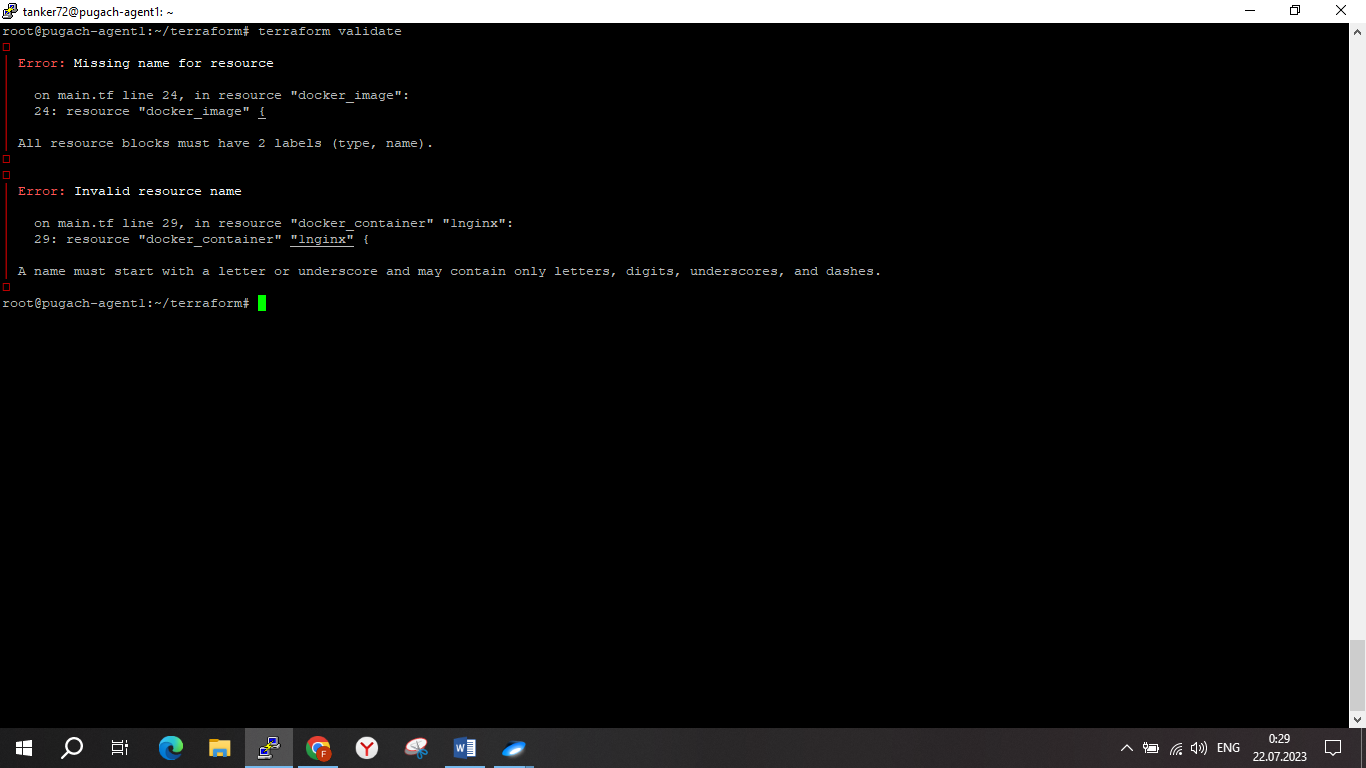 tanker72@pugach-agent1: ~
root@pugach-agent1:~/terraform# terraform validate
Error: Missing name for resource
on main.tf line 24, in resource "docker_image":
24: resource "docker_image" {
All resource blocks must have 2 labels (type, name).
Error: Invalid resource name
on main.tf line 29, in resource "docker_container" "1nginx":
29: resource "docker_container" "1nginx" {
A name must start with a letter or underscore and may contain only letters, digits, underscores, and dashes.
root@pugach-agent1:~/terraform#
ENG
0:29
22.07.2023